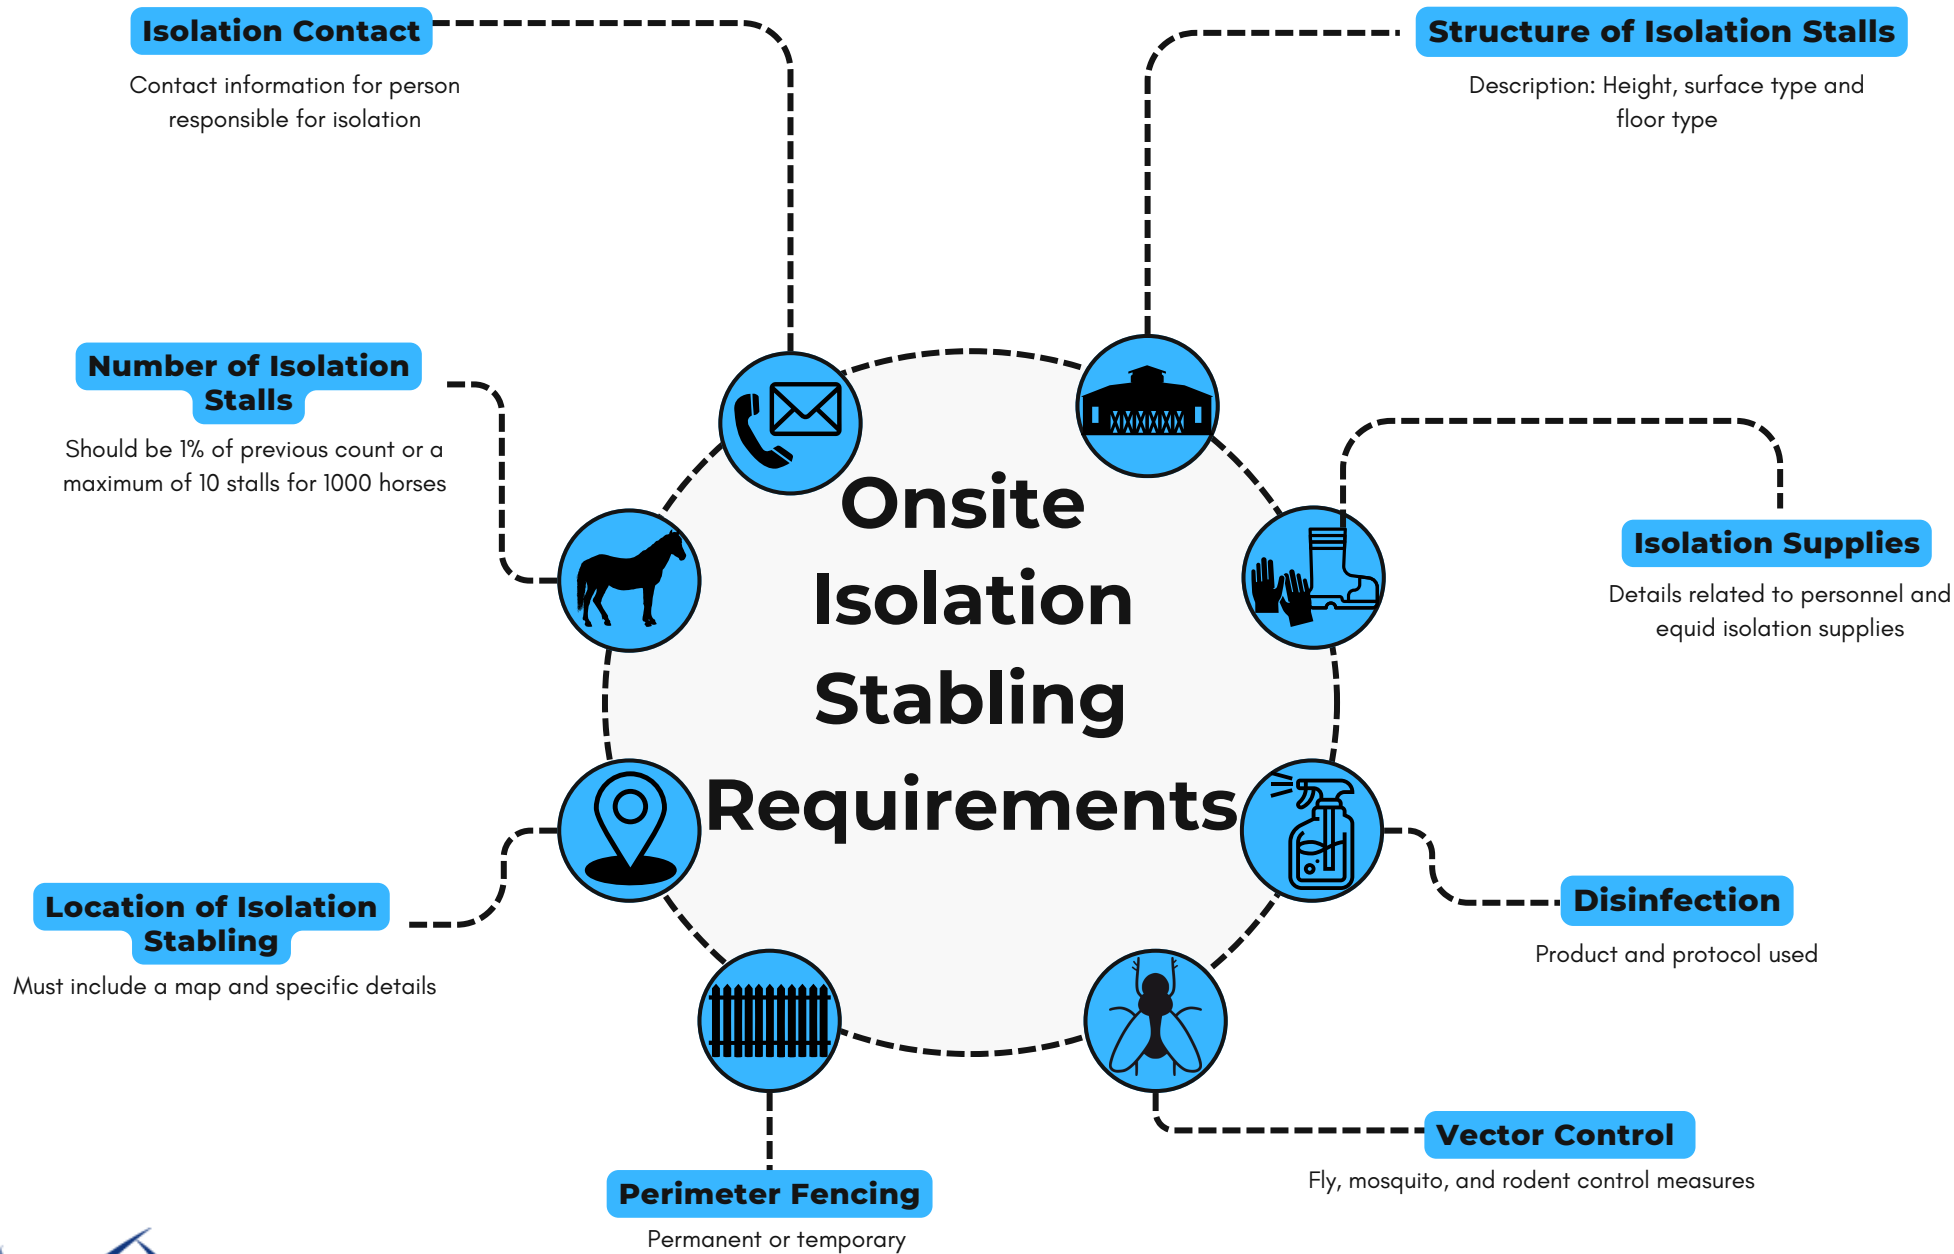 Isolation Contact
Contact information for person
responsible for isolation
Structure of Isolation Stalls
Description: Height, surface type and
floor type
Number of Isolation
Stalls
Should be 1% of previous count or a
maximum of 10 stalls for 1000 horses
Onsite
Isolation
Stabling
Requirements
Isolation Supplies
Details related to personnel and
equid isolation supplies
Location of Isolation
Stabling
Must include a map and specific details
Disinfection
Product and protocol used
Perimeter Fencing
Permanent or temporary
Vector Control
Fly, mosquito, and rodent control measures